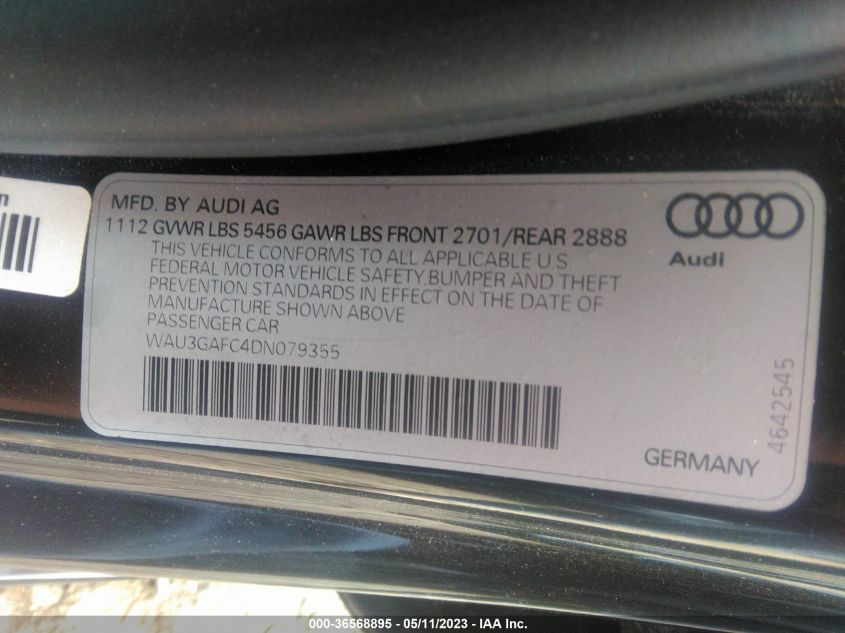 MFD. BY AUDI AG
1112 GVWR LBS 5456 GAWR LBS FRONT 2701/REAR 2888
THIS VEHICLE CONFORMS TO ALL APPLICABLE U.S
FEDERAL MOTOR VEHICLE SAFETY,BUMPER AND THEFT
PREVENTION STANDARDS IN EFFECT ON THE DATE OF
MANUFACTURE SHOWN ABOVE
PASSENGER CAR
WAU3GAFC4DN079355
Audi
4642545
GERMANY
000-36568895 - 05/11/2023 - IAA Inc.